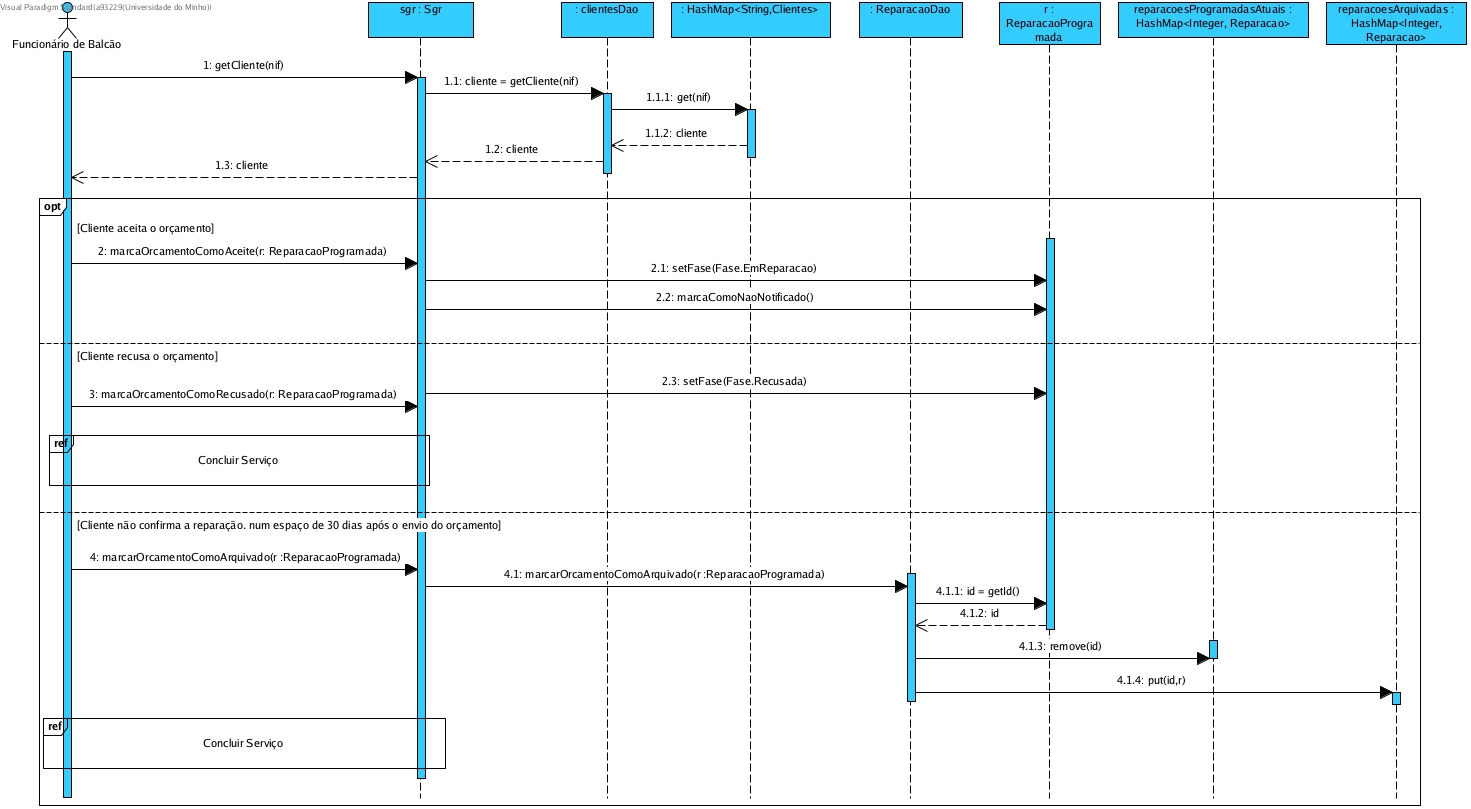 Visual Paradigm Standard(a93229(Universidade do Minho))
Funcionário de Balcão
sgr : Sgr
: clientesDao
: HashMap<String,Clientes>
: ReparacaoDao
r :
ReparacaoProgra
mada
reparacoesProgramadasAtuais :
HashMap<Integer, Reparacao>
reparacoesArquivadas :
HashMap<Integer,
Reparacao>
1: getCliente(nif)
1.1: cliente = getCliente(nif)
1.1.1: get(nif)
1.1.2: cliente
1.2: cliente
1.3: cliente
opt
[Cliente aceita o orçamento]
2: marcaOrcamentoComoAceite(r: ReparacaoProgramada)
2.1: setFase(Fase.EmReparacao)
2.2: marcaComoNaoNotificado()
[Cliente recusa o orçamento]
2.3: setFase(Fase.Recusada)
3: marcaOrcamentoComoRecusado(r: ReparacaoProgramada)
ref
Concluir Serviço
[Cliente não confirma a reparação. num espaço de 30 dias após o envio do orçamento]
4: marcarOrcamentoComoArquivado(r :ReparacaoProgramada)
4.1: marcarOrcamentoComoArquivado(r :ReparacaoProgramada)
4.1.1: id = getId()
4.1.2: id
4.1.3: remove(id)
4.1.4: put(id,r)
ref
Concluir Serviço